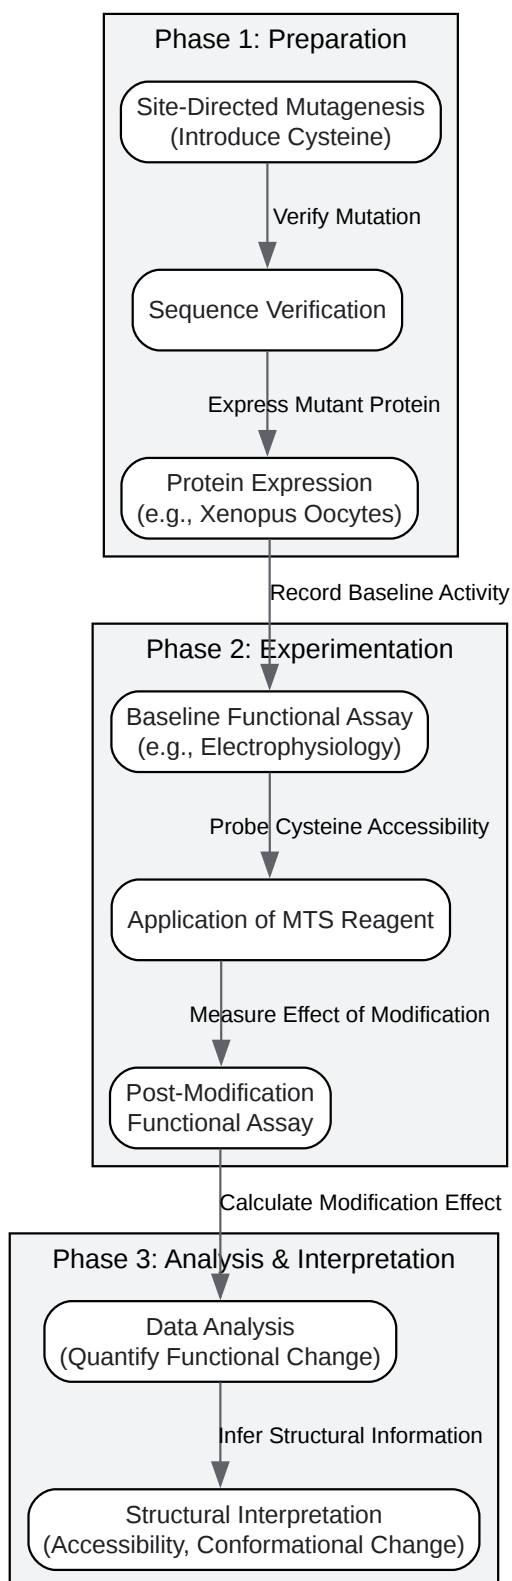 Phase 1: Preparation
Site-Directed Mutagenesis
(Introduce Cysteine)
Verify Mutation
Sequence Verification
Express Mutant Protein
Protein Expression
(e.g., Xenopus Oocytes)
Record Baseline Activity
Phase 2: Experimentation
Baseline Functional Assay
(e.g., Electrophysiology)
Probe Cysteine Accessibility
Application of MTS Reagent
Measure Effect of Modification
Post-Modification
Functional Assay
Calculate Modification Effect
Phase 3: Analysis & Interpretation
Data Analysis
(Quantify Functional Change)
Infer Structural Information
Structural Interpretation
(Accessibility, Conformational Change)